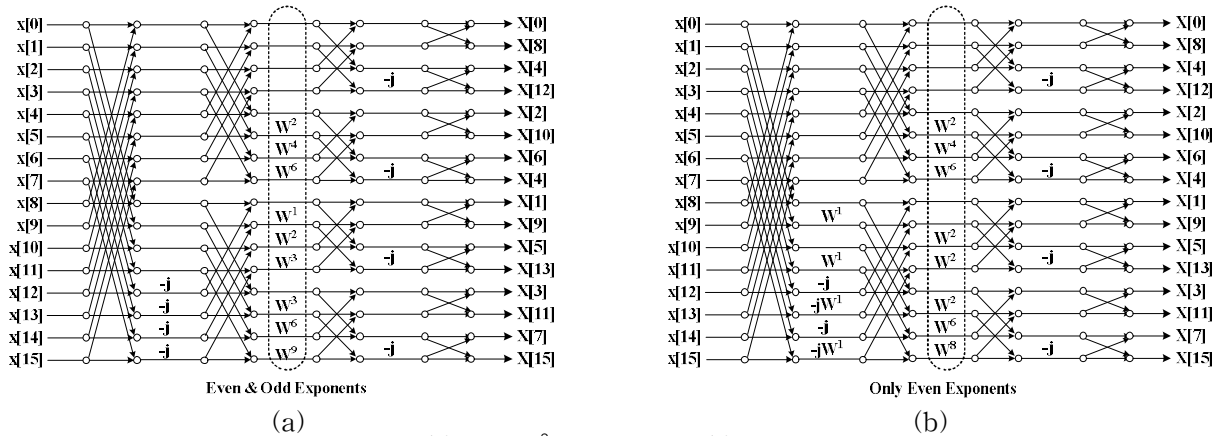 x[0]
x[1]
x[2]
x[3]
x[4]
x[5]
x[6]
x[7]
x[8]
x[9]
x[10]
x[11]
x[12]
x[13]
x[14]
x[15]
-j
-j
-j
-j
W²
W⁴
W⁶
W¹
W²
W³
W³
W⁶
W⁹
-j
-j
-j
-j
X[0]
X[8]
X[4]
X[12]
X[2]
X[10]
X[6]
X[4]
X[1]
X[9]
X[5]
X[13]
X[3]
X[11]
X[7]
X[15]
Even & Odd Exponents
(a)
x[0]
x[1]
x[2]
x[3]
x[4]
x[5]
x[6]
x[7]
x[8]
x[9]
x[10]
x[11]
x[12]
x[13]
x[14]
x[15]
W¹
W¹
-j
-jW¹
-j
-jW¹
W²
W⁴
W⁶
W²
W²
W²
W⁶
W⁸
-j
-j
-j
-j
X[0]
X[8]
X[4]
X[12]
X[2]
X[10]
X[6]
X[4]
X[1]
X[9]
X[5]
X[13]
X[3]
X[11]
X[7]
X[15]
Only Even Exponents
(b)